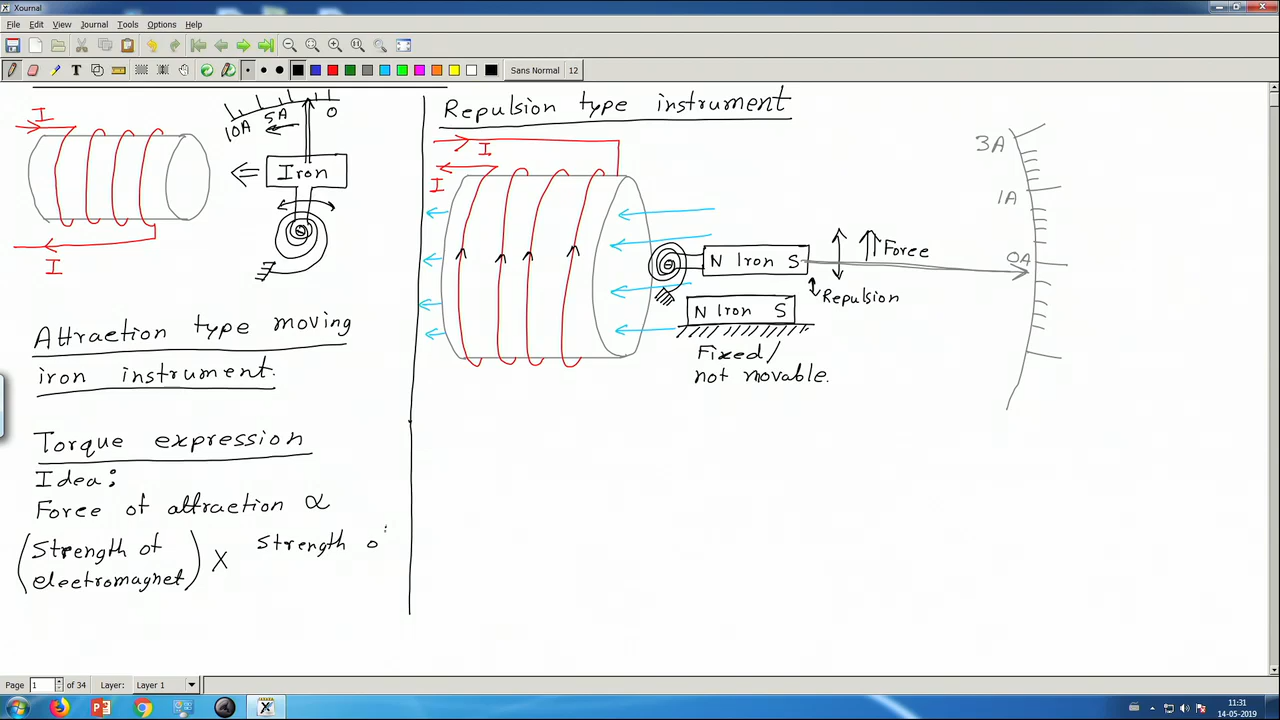 Xournal
File Edit View Journal Tools Options Help
Sans Normal 12
I
10A 5A 0
Iron
I
Attraction type moving
iron instrument.
Torque expression
Idea:
Force of attraction α
(Strength of
electromagnet) X Strength o
Repulsion type instrument
I
I
N Iron S
Force
Repulsion
N Iron S
Fixed/
not movable.
3A
1A
0A
Page 1 of 34 Layer: Layer 1
11:31
14-05-2019